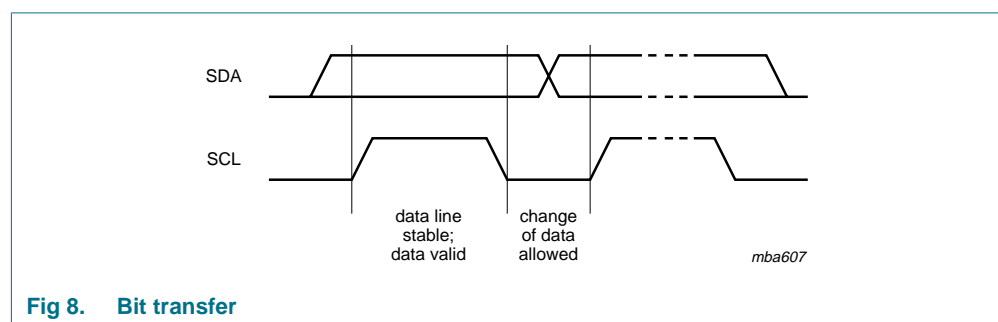 SDA
SCL
data line
stable;
data valid
change
of data
allowed
mba607
Fig 8. Bit transfer